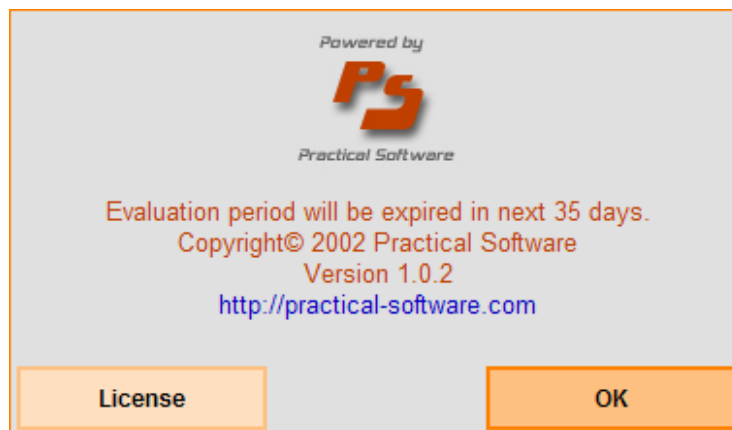 Powered by
PS
Practical Software
Evaluation period will be expired in next 35 days.
Copyright© 2002 Practical Software
Version 1.0.2
http://practical-software.com
License OK